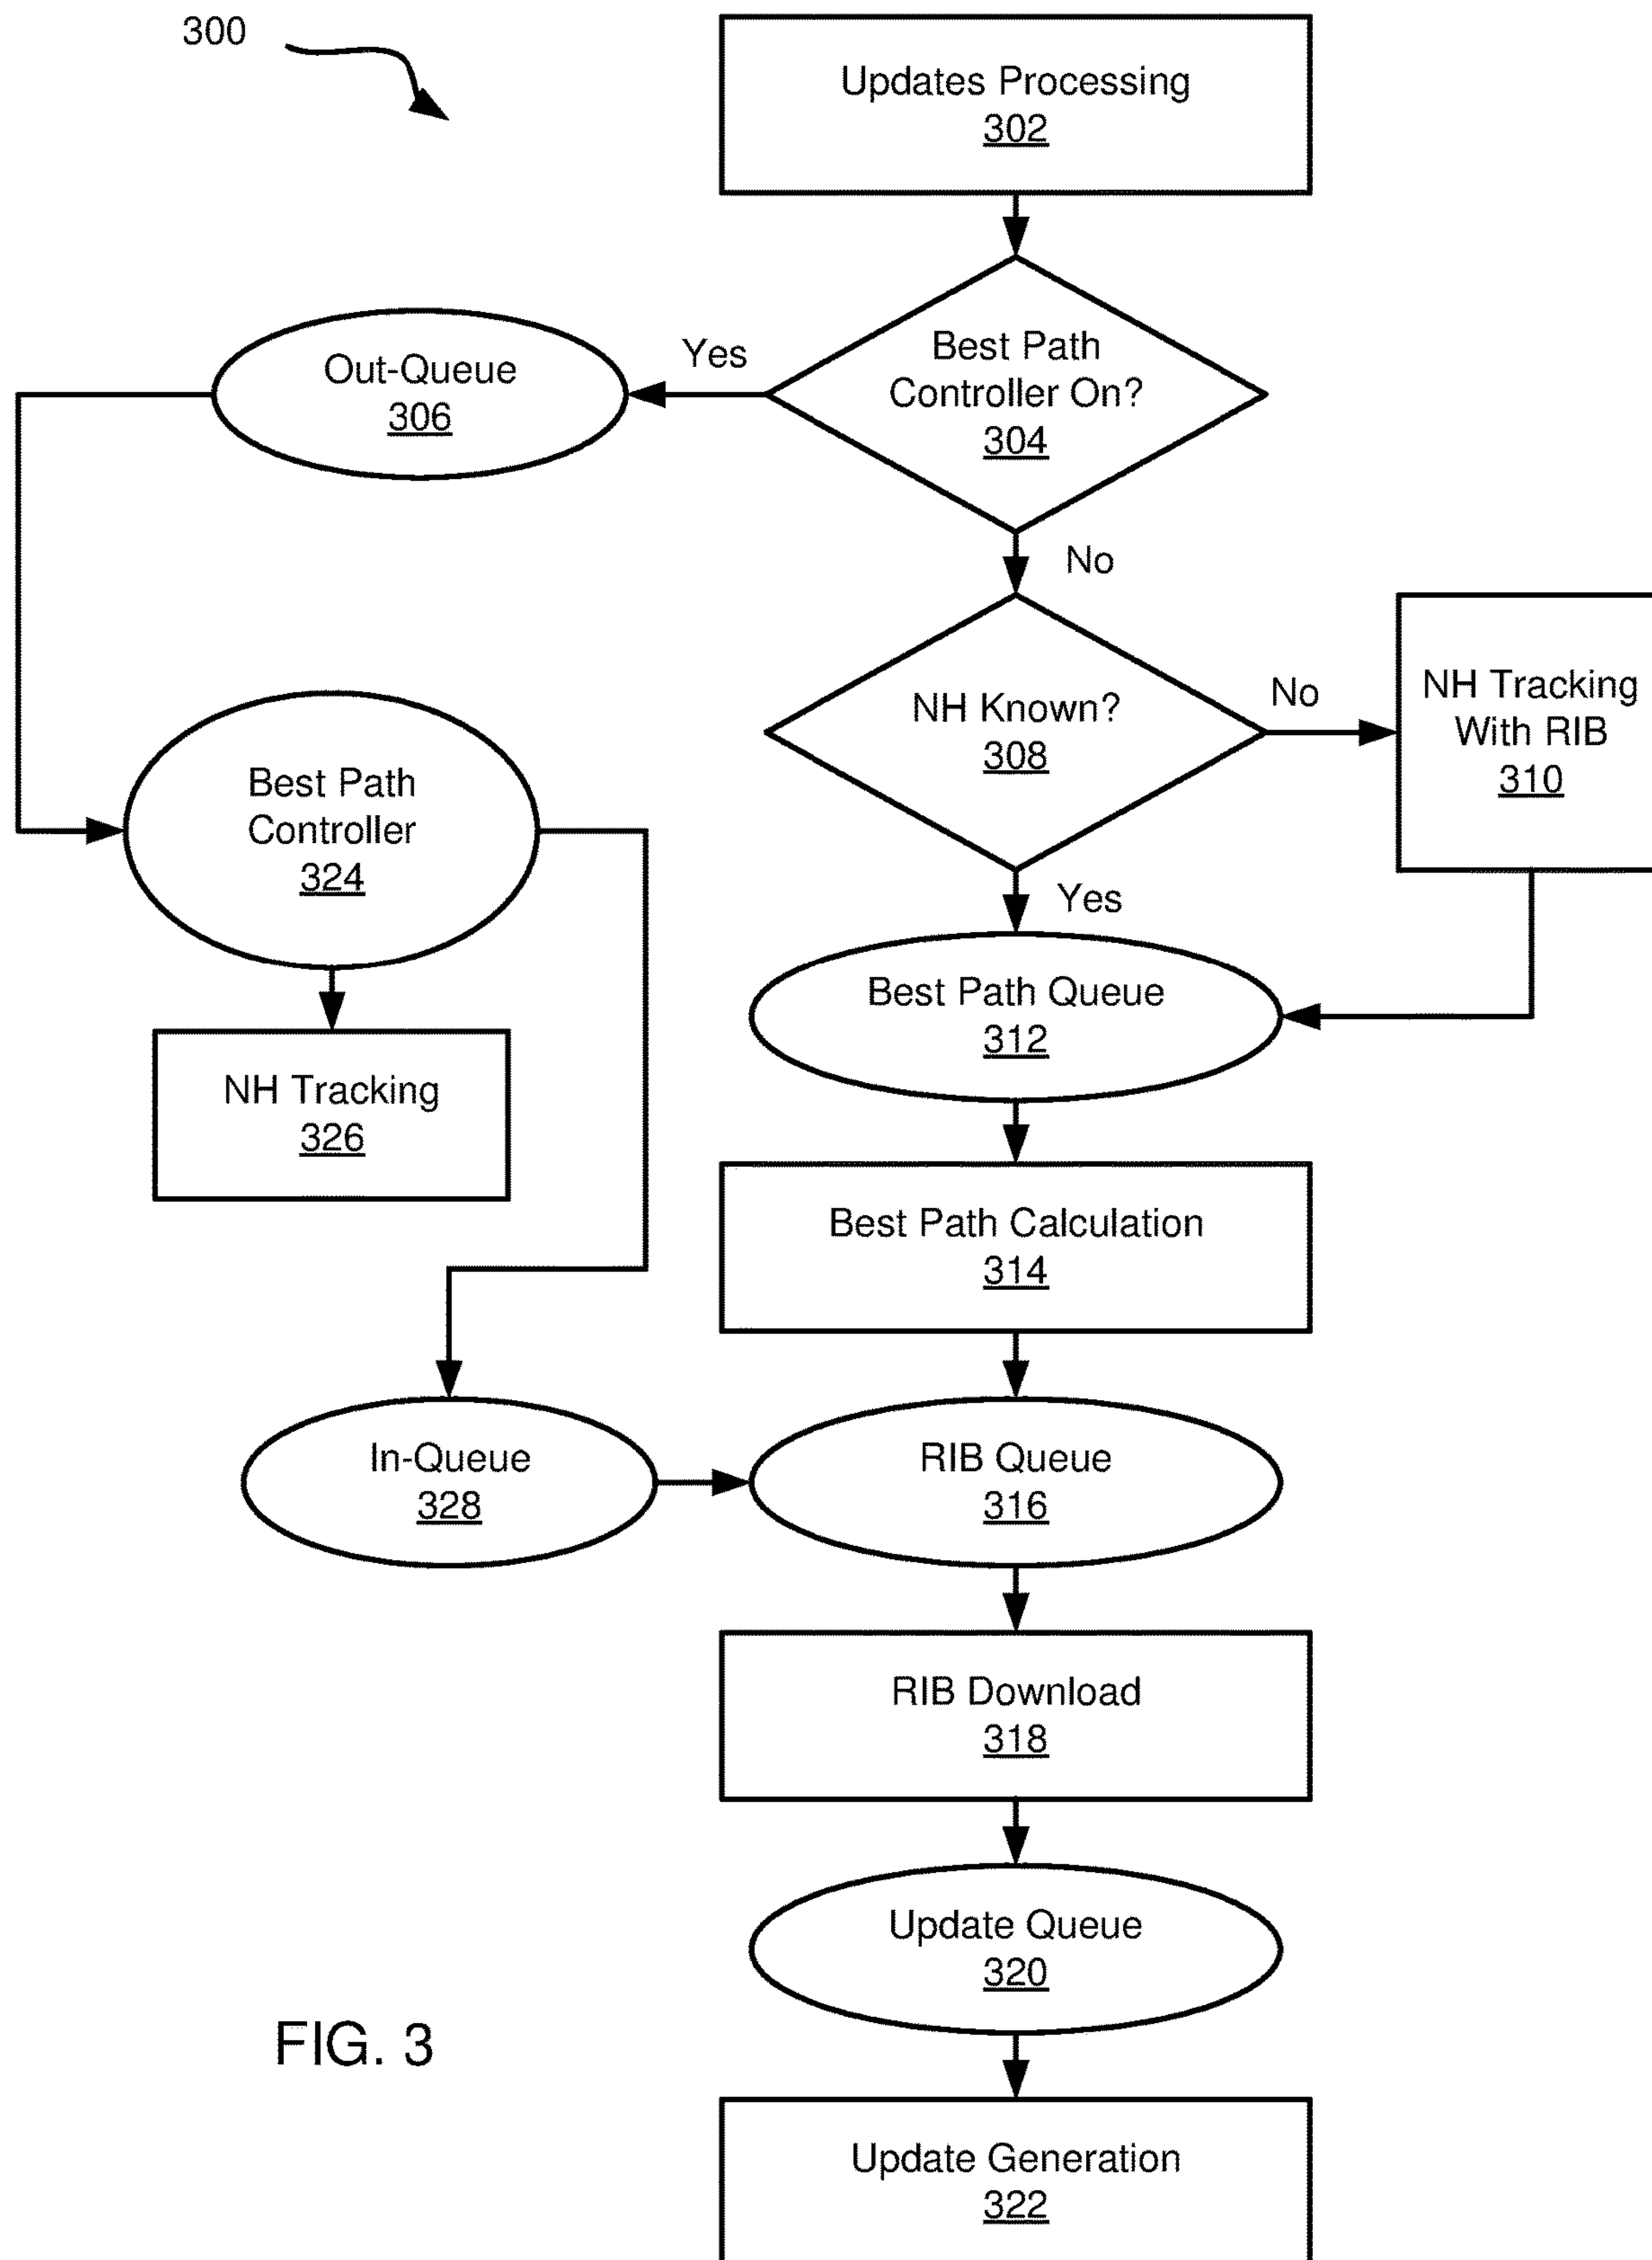 300
Updates Processing
302
Best Path
Controller On?
304
Yes
Out-Queue
306
No
NH Known?
308
No
NH Tracking
With RIB
310
Best Path
Controller
324
Yes
Best Path Queue
312
NH Tracking
326
Best Path Calculation
314
In-Queue
328
RIB Queue
316
RIB Download
318
Update Queue
320
FIG. 3
Update Generation
322